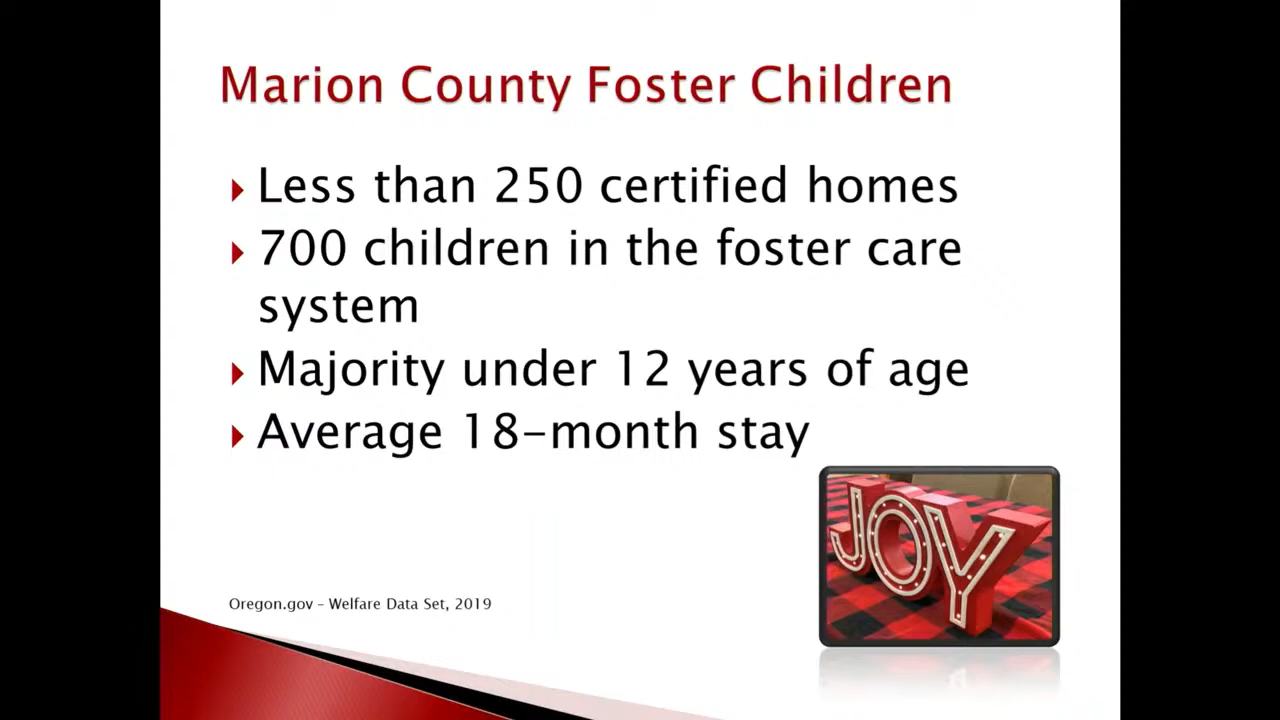 Marion County Foster Children
Less than 250 certified homes
700 children in the foster care
system
Majority under 12 years of age
Average 18-month stay
JOY
Oregon.gov – Welfare Data Set, 2019